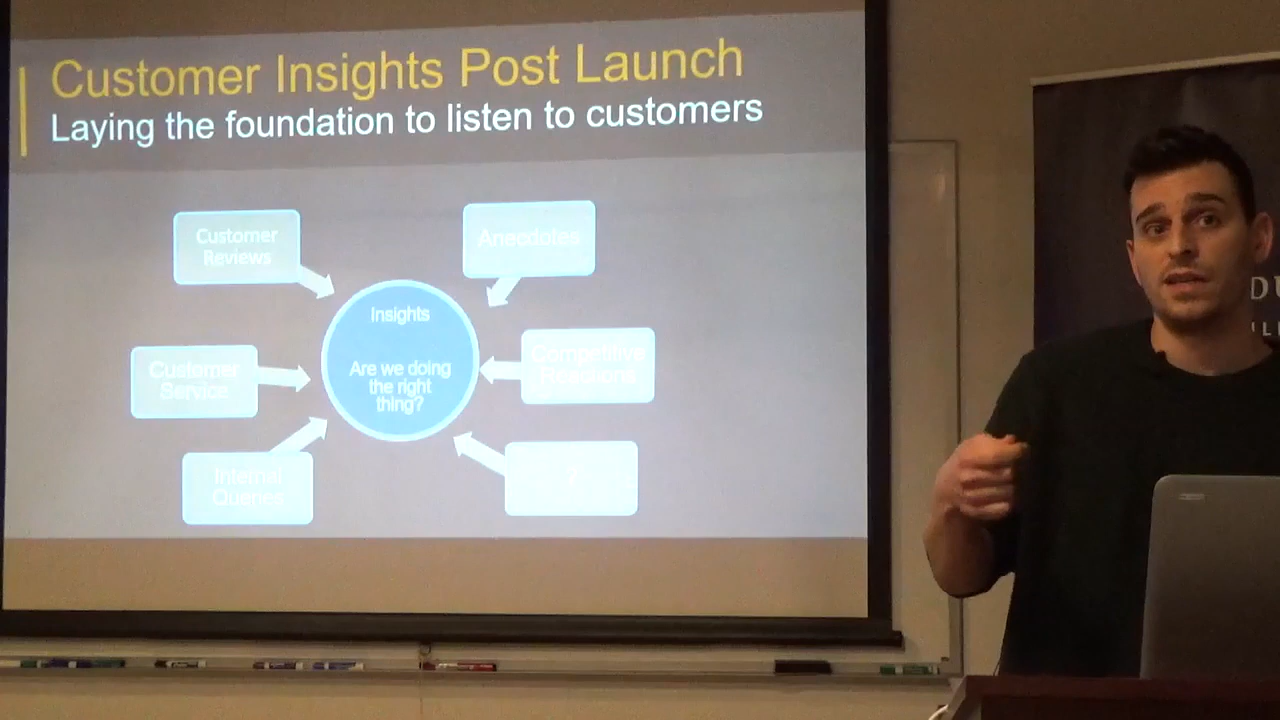 Customer Insights Post Launch
Laying the foundation to listen to customers
Customer
Reviews
Anecdotes
Insights
Are we doing
the right
thing?
Customer
Service
Competitive
Reactions
Internal
Queries
?
DU